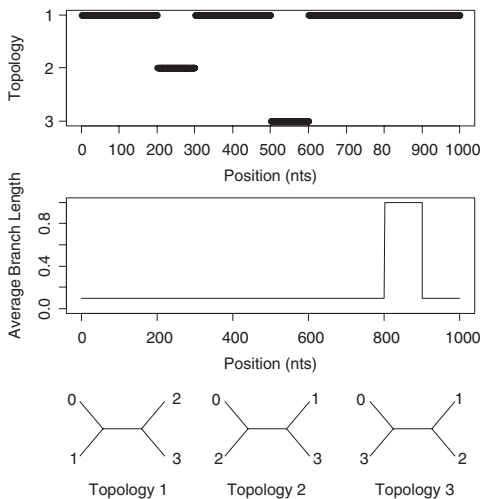 Topology
1
2
3
0 100 200 300 400 500 600 700 80 900 1000
Position (nts)
Average Branch Length
0.8
0.4
0.0
0 200 400 600 800 1000
Position (nts)
0 2 0 1 0 1
1 3 2 3 3 2
Topology 1 Topology 2 Topology 3